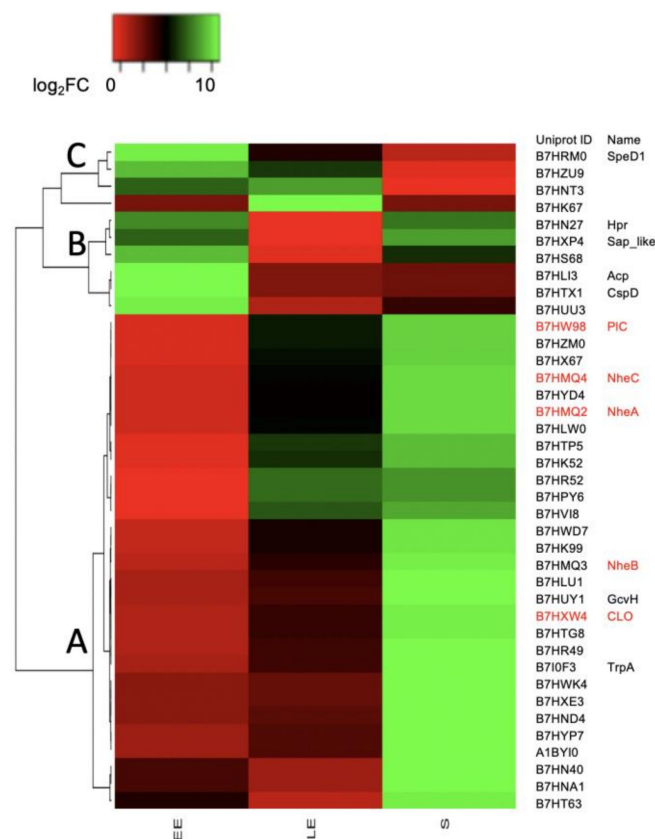 log2FC 0 10
C
B
A
Uniprot ID Name
B7HRM0 SpeD1
B7HZU9
B7HNT3
B7HK67
B7HN27 Hpr
B7HXP4 Sap_like
B7HS68
B7HLI3 Acp
B7HTX1 CspD
B7HUU3
B7HW98 PlC
B7HZM0
B7HX67
B7HMQ4 NheC
B7HYD4
B7HMQ2 NheA
B7HLW0
B7HTP5
B7HK52
B7HR52
B7HPY6
B7HVI8
B7HWD7
B7HK99
B7HMQ3 NheB
B7HLU1
B7HUY1 GcvH
B7HXW4 CLO
B7HTG8
B7HR49
B7I0F3 TrpA
B7HWK4
B7HXE3
B7HND4
B7HYP7
A1BYI0
B7HN40
B7HNA1
B7HT63
EE LE S